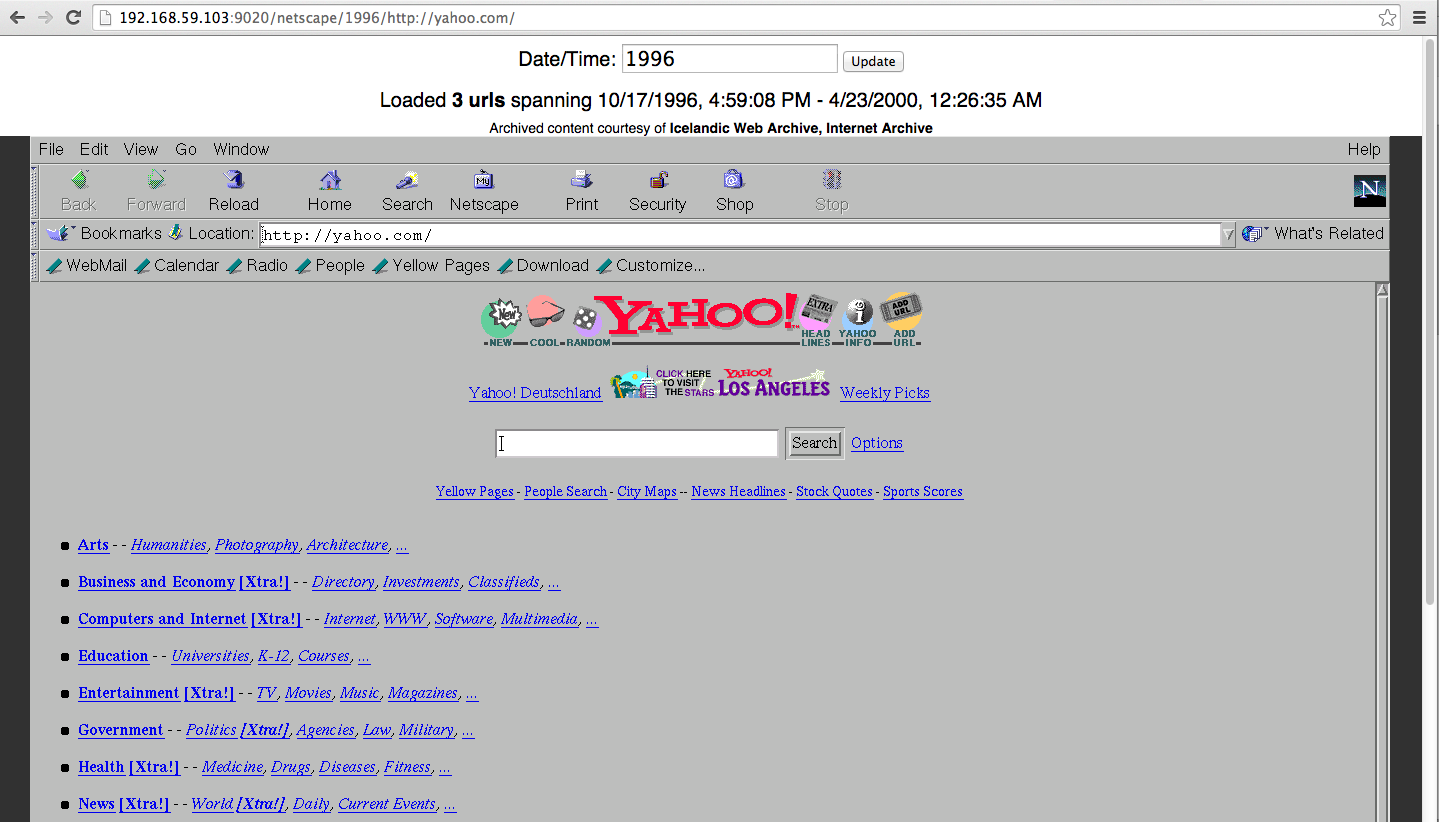 192.168.59.103:9020/netscape/1996/http://yahoo.com/
Date/Time: 1996 Update
Loaded 3 urls spanning 10/17/1996, 4:59:08 PM - 4/23/2000, 12:26:35 AM
Archived content courtesy of Icelandic Web Archive, Internet Archive
File Edit View Go Window Help
My N
Back Forward Reload Home Search Netscape Print Security Shop Stop
Bookmarks Location: http://yahoo.com/ What's Related
WebMail Calendar Radio People Yellow Pages Download Customize...
New YAHOO! EXTRA i ADD URL
NEW COOL RANDOM HEAD LINES YAHOO INFO ADD URL
Yahoo! Deutschland CLICK HERE TO VISIT THE STARS YAHOO! LOS ANGELES Weekly Picks
Search Options
Yellow Pages - People Search - City Maps -- News Headlines - Stock Quotes - Sports Scores
Arts - - Humanities, Photography, Architecture, ...
Business and Economy [Xtra!] - - Directory, Investments, Classifieds, ...
Computers and Internet [Xtra!] - - Internet, WWW, Software, Multimedia, ...
Education - - Universities, K-12, Courses, ...
Entertainment [Xtra!] - - TV, Movies, Music, Magazines, ...
Government - - Politics [Xtra!], Agencies, Law, Military, ...
Health [Xtra!] - - Medicine, Drugs, Diseases, Fitness, ...
News [Xtra!] - - World [Xtra!], Daily, Current Events, ...